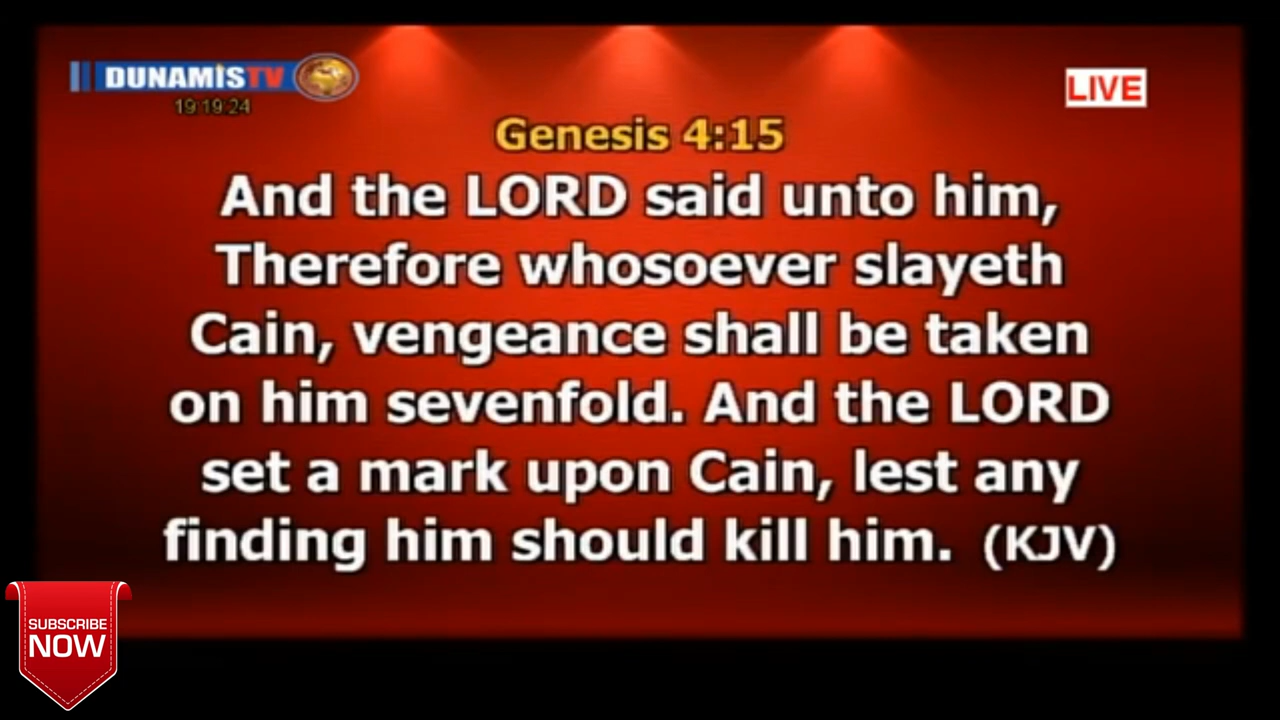 DUNAMIS TV
19:19:24
LIVE
Genesis 4:15
And the LORD said unto him,
Therefore whosoever slayeth
Cain, vengeance shall be taken
on him sevenfold. And the LORD
set a mark upon Cain, lest any
finding him should kill him. (KJV)
SUBSCRIBE
NOW